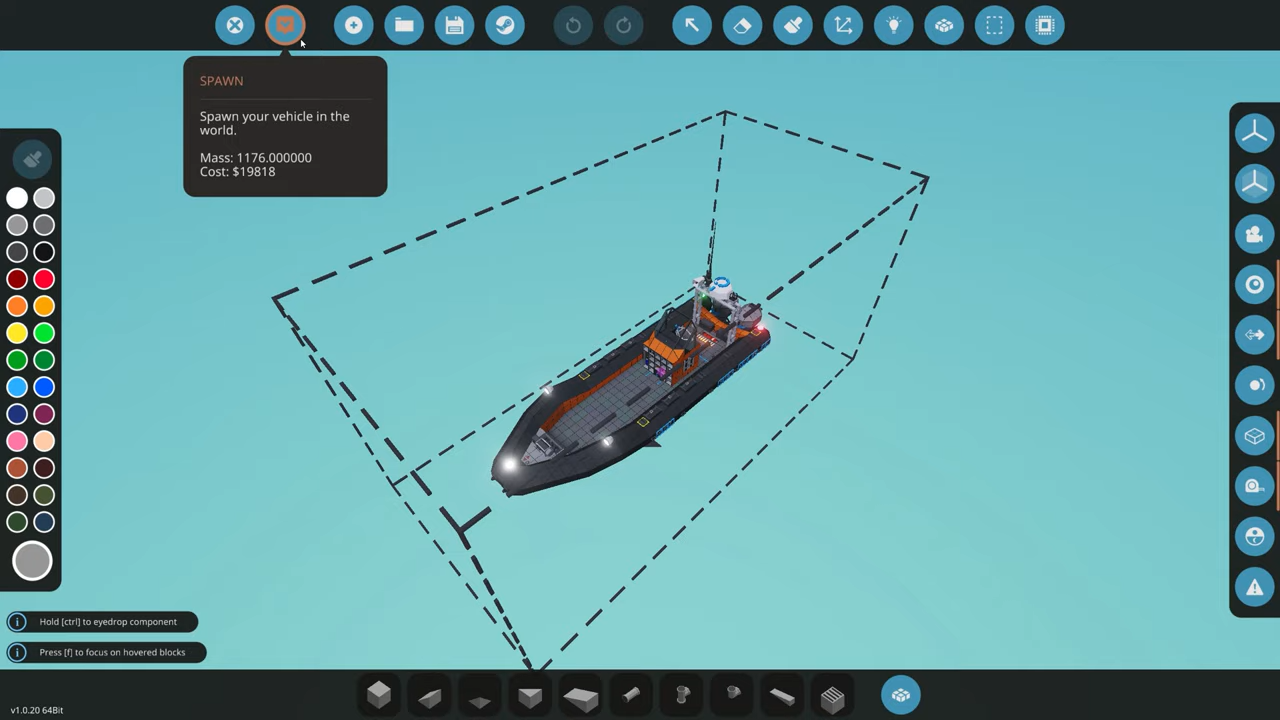 SPAWN
Spawn your vehicle in the
world.
Mass: 1176.000000
Cost: $19818
Hold [ctrl] to eyedrop component
Press [f] to focus on hovered blocks
v1.0.20 64Bit